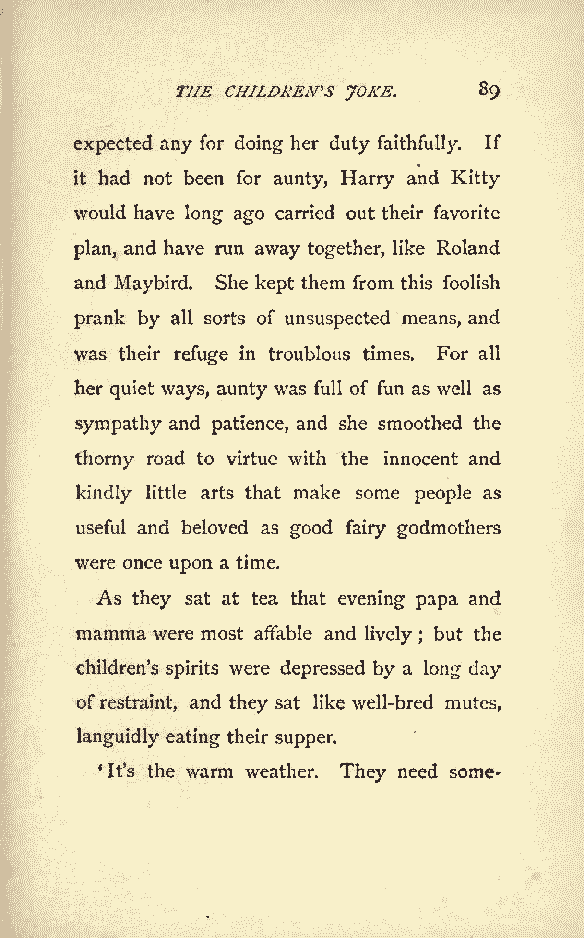 THE CHILDREN'S JOKE. 89
expected any for doing her duty faithfully. If
it had not been for aunty, Harry and Kitty
would have long ago carried out their favorite
plan, and have run away together, like Roland
and Maybird. She kept them from this foolish
prank by all sorts of unsuspected means, and
was their refuge in troublous times. For all
her quiet ways, aunty was full of fun as well as
sympathy and patience, and she smoothed the
thorny road to virtue with the innocent and
kindly little arts that make some people as
useful and beloved as good fairy godmothers
were once upon a time.
As they sat at tea that evening papa and
mamma were most affable and lively; but the
children's spirits were depressed by a long day
of restraint, and they sat like well-bred mutes,
languidly eating their supper.
'It's the warm weather. They need some-